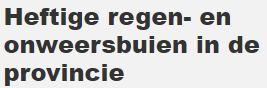 Heftige regen- en
onweersbuien in de
provincie